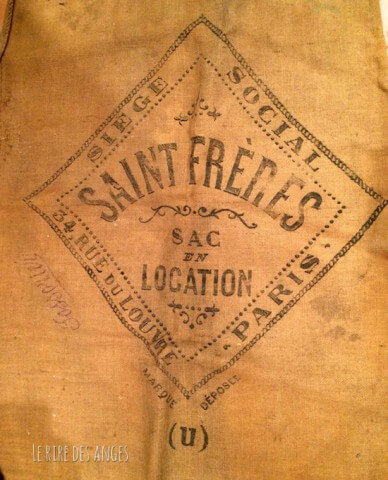 SIEGE SOCIAL
SAINT FRÈRES
SAC
EN
LOCATION
34, RUE DU LOUVRE
PARIS.
MARQUE DÉPOSÉE
(U)
LE RIRE DES ANGES